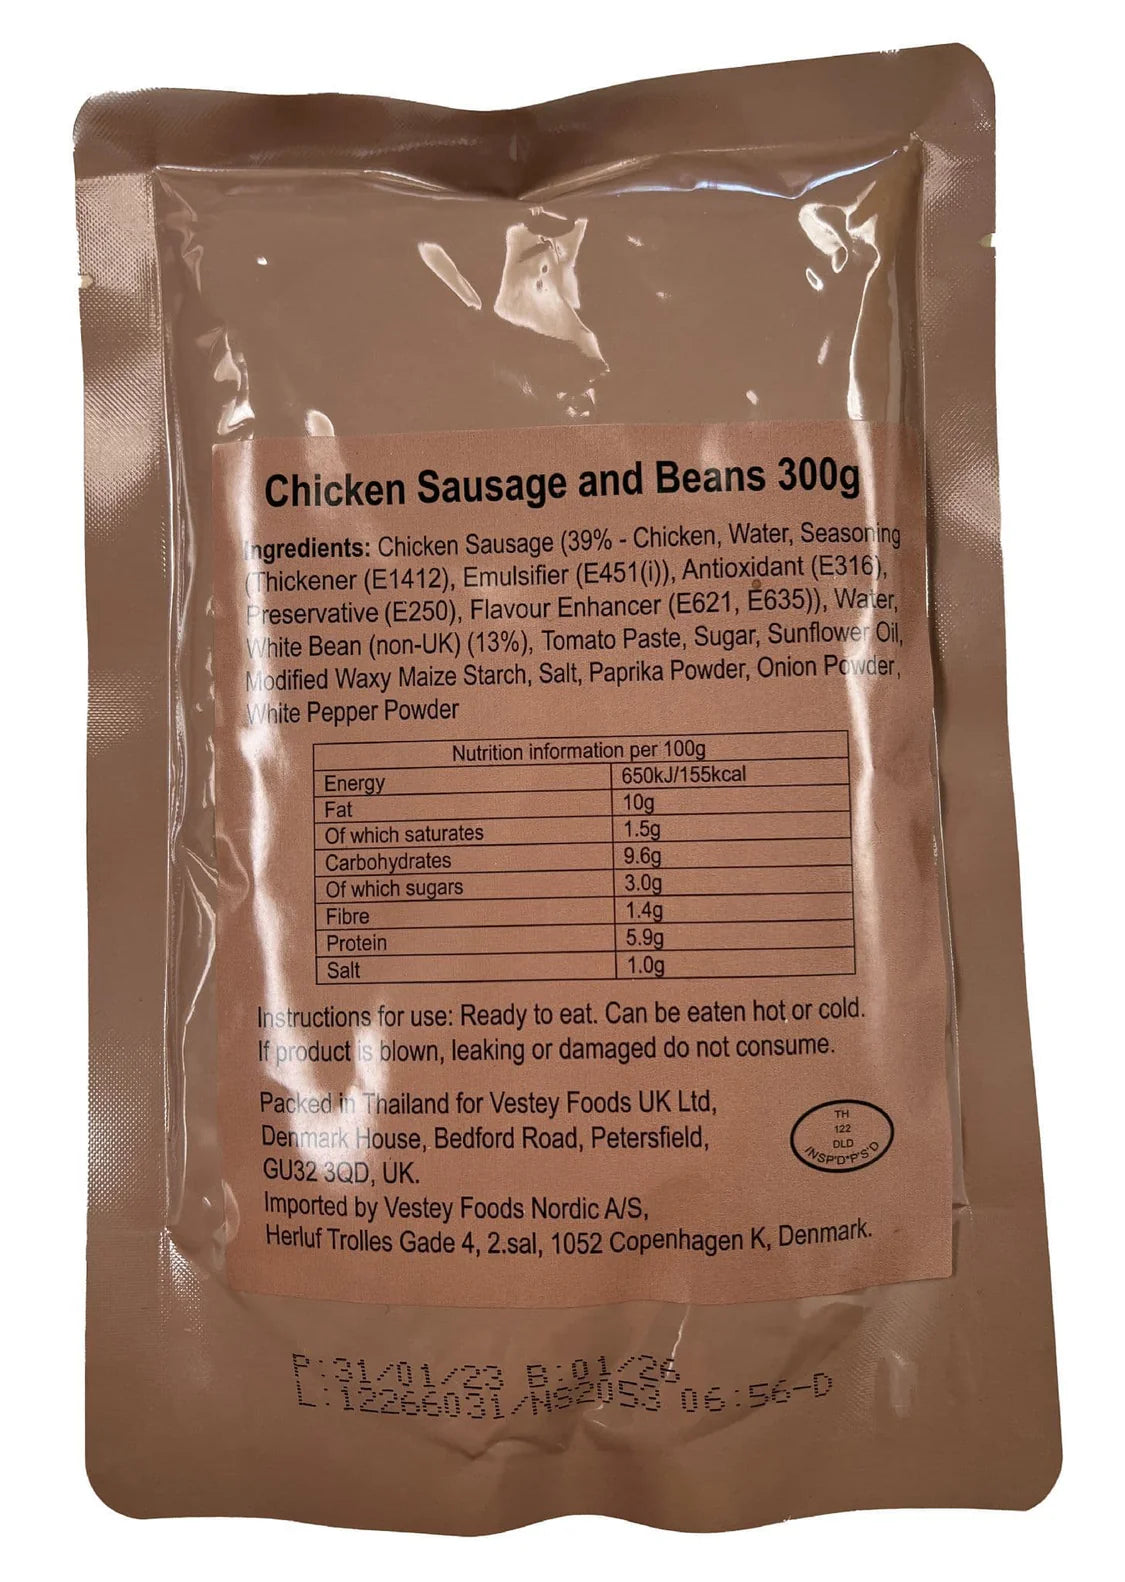 Chicken Sausage and Beans 300g
Ingredients: Chicken Sausage (39% - Chicken, Water, Seasoning
(Thickener (E1412), Emulsifier (E451(i)), Antioxidant (E316),
Preservative (E250), Flavour Enhancer (E621, E635)), Water,
White Bean (non-UK) (13%), Tomato Paste, Sugar, Sunflower Oil,
Modified Waxy Maize Starch, Salt, Paprika Powder, Onion Powder,
White Pepper Powder
Nutrition information per 100g
Energy 650kJ/155kcal
Fat 10g
Of which saturates 1.5g
Carbohydrates 9.6g
Of which sugars 3.0g
Fibre 1.4g
Protein 5.9g
Salt 1.0g
Instructions for use: Ready to eat. Can be eaten hot or cold.
If product is blown, leaking or damaged do not consume.
Packed in Thailand for Vestey Foods UK Ltd,
Denmark House, Bedford Road, Petersfield,
GU32 3QD, UK.
Imported by Vestey Foods Nordic A/S,
Herluf Trolles Gade 4, 2.sal, 1052 Copenhagen K, Denmark.
TH
122
DLD
INSP'D*P'S'D
P:31/01/23 B:01/26
L:12266031/NS2053 06:56-D